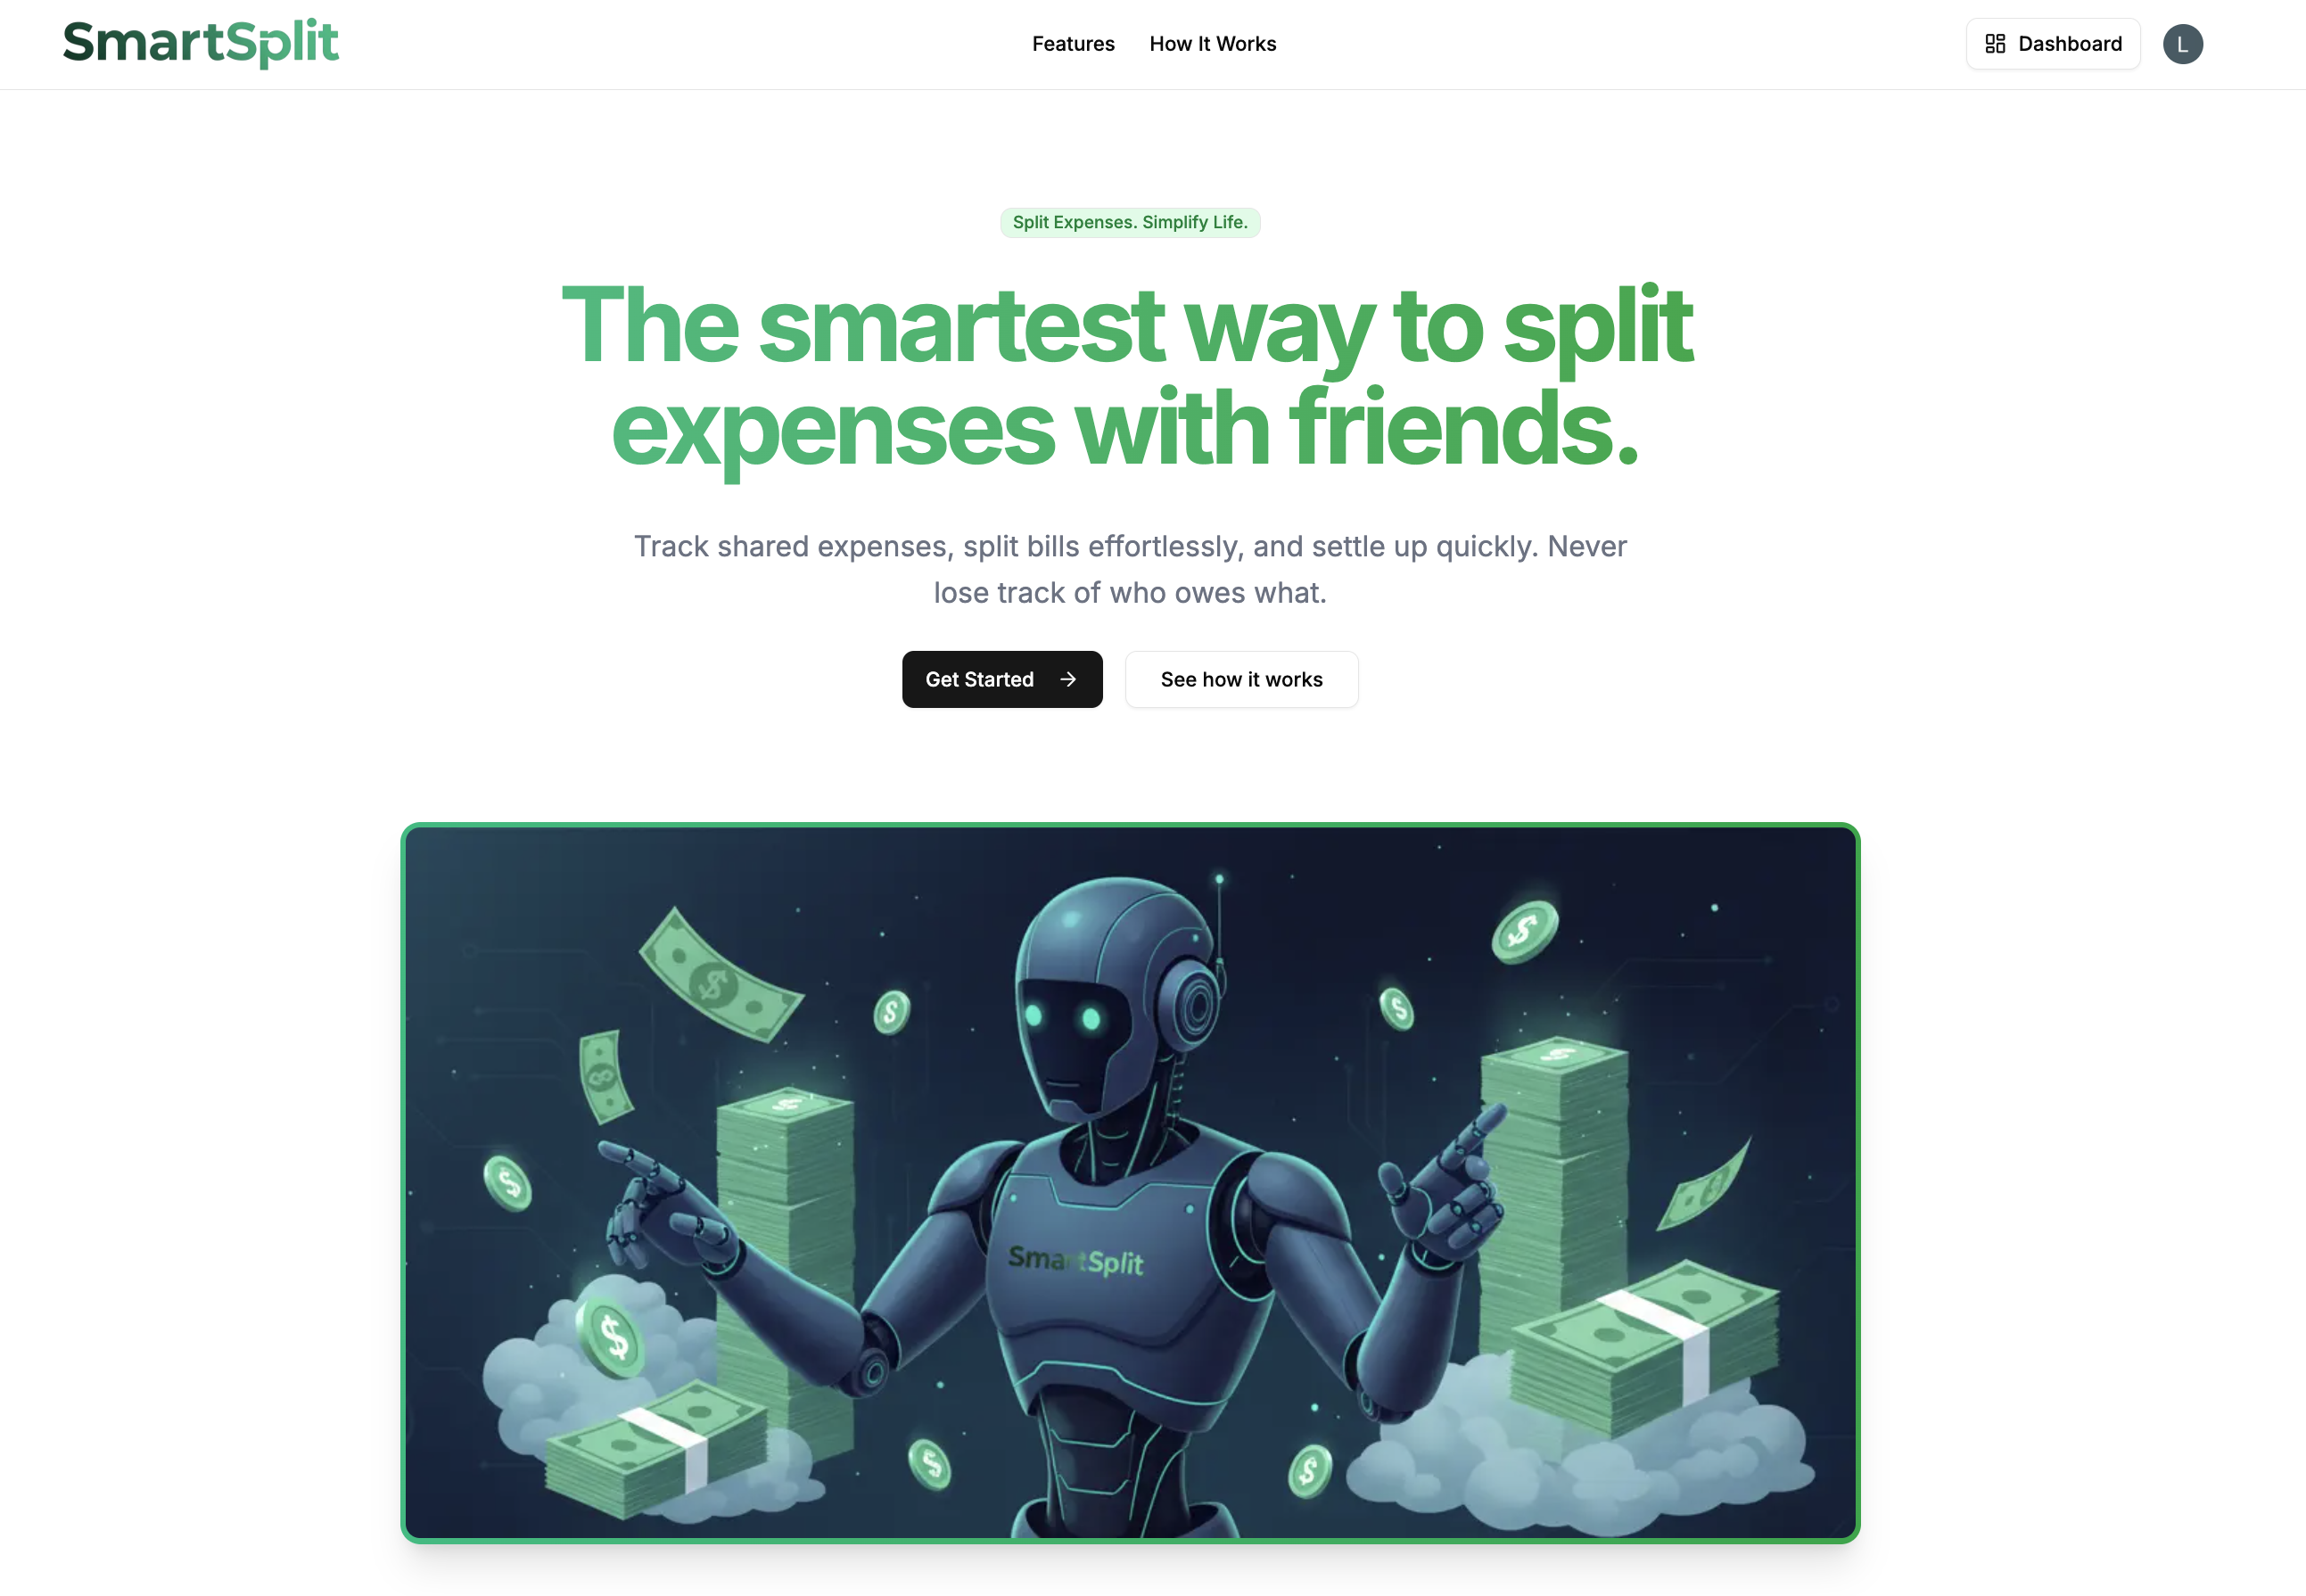 SmartSplit
Features
How It Works
Dashboard
L
Split Expenses. Simplify Life.
The smartest way to split
expenses with friends.
Track shared expenses, split bills effortlessly, and settle up quickly. Never
lose track of who owes what.
Get Started
See how it works
$
$
$
$
$
$
SmartSplit
$
$
$
$
$